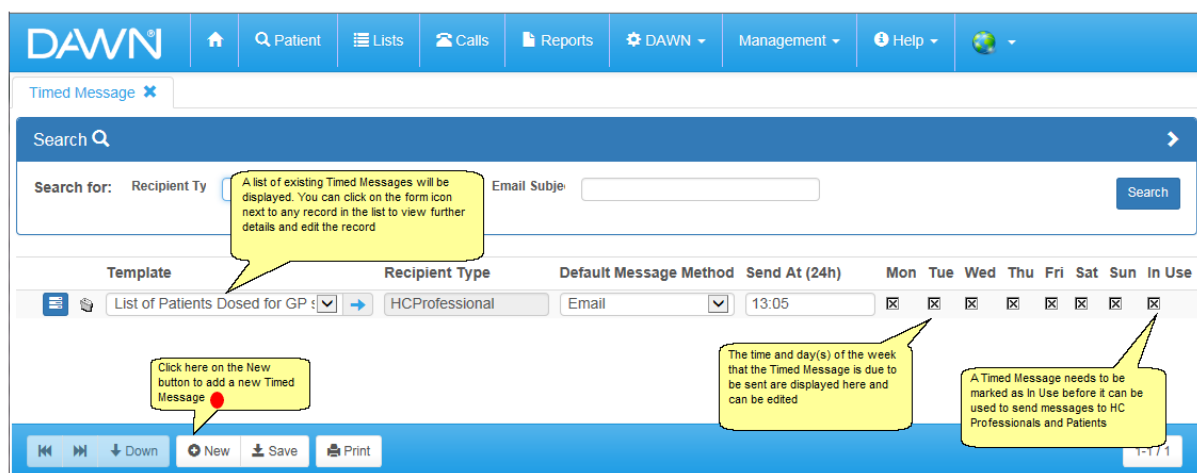 DAWN®
Patient
Lists
Calls
Reports
DAWN
Management
Help
Timed Message
Search
Search for:
Recipient Ty
Email Subje
Search
A list of existing Timed Messages will be
displayed. You can click on the form icon
next to any record in the list to view further
details and edit the record
Template
Recipient Type
Default Message Method
Send At (24h)
Mon
Tue
Wed
Thu
Fri
Sat
Sun
In Use
List of Patients Dosed for GP s
HCProfessional
Email
13:05
Click here on the New
button to add a new Timed
Message
The time and day(s) of the week
that the Timed Message is due to
be sent are displayed here and
can be edited
A Timed Message needs to be
marked as In Use before it can be
used to send messages to HC
Professionals and Patients
Down
New
Save
Print
1-1 / 1